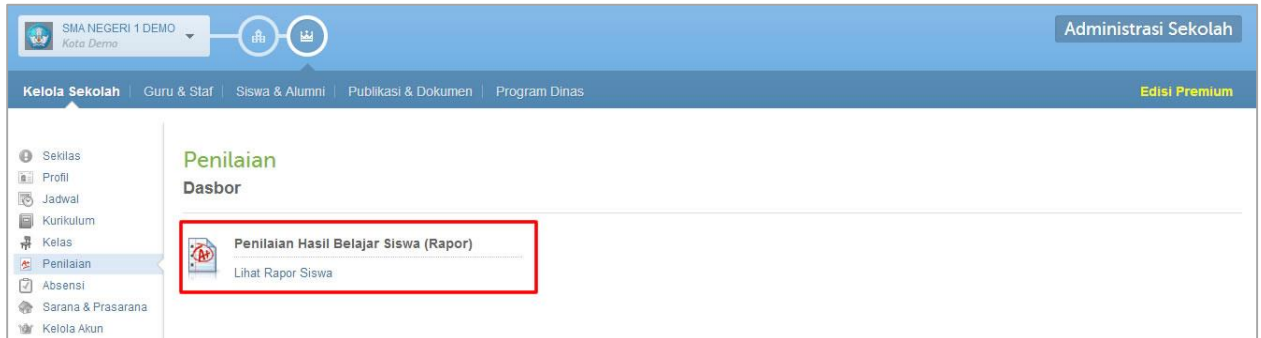 SMA NEGERI 1 DEMO
Kota Demo
Administrasi Sekolah
Kelola Sekolah | Guru & Staf | Siswa & Alumni | Publikasi & Dokumen | Program Dinas
Edisi Premium
Sekilas
Profil
Jadwal
Kurikulum
Kelas
Penilaian
Absensi
Sarana & Prasarana
Kelola Akun
Penilaian
Dasbor
A+
Penilaian Hasil Belajar Siswa (Rapor)
Lihat Rapor Siswa